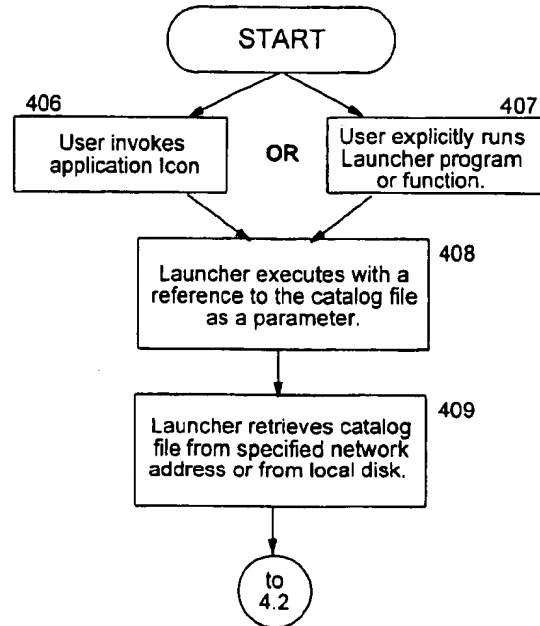 START
406
407
User invokes
application Icon
OR
User explicitly runs
Launcher program
or function.
408
Launcher executes with a
reference to the catalog file
as a parameter.
409
Launcher retrieves catalog
file from specified network
address or from local disk.
to
4.2